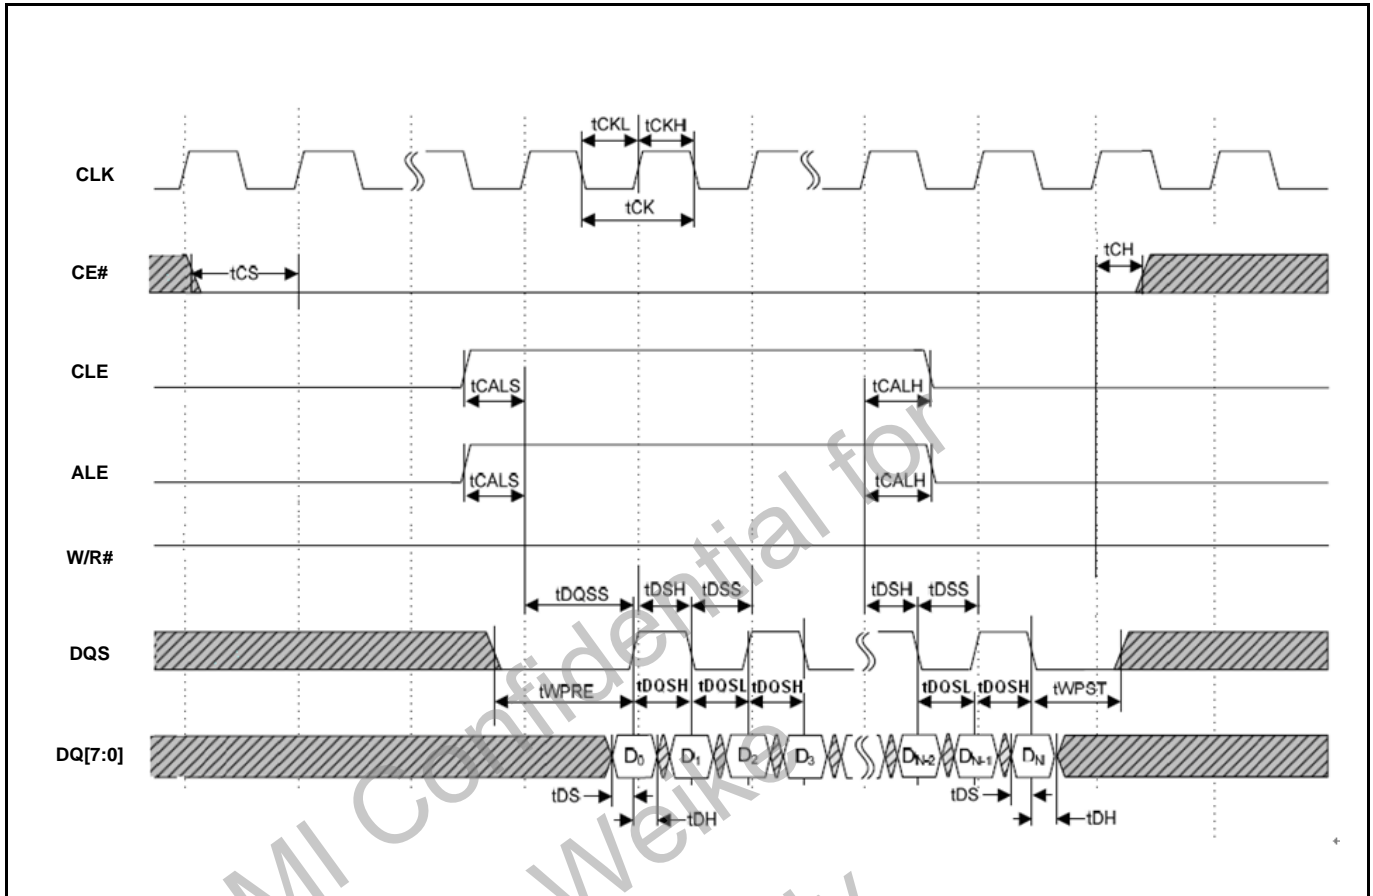 tCKL tCKH
CLK
tCK
tCH
CE# tCS
CLE
tCALS tCALH
ALE
tCALS tCALH
W/R#
tDQSS tDSH tDSS tDSH tDSS
DQS
tWPRE tDQSH tDQSL tDQSH tDQSL tDQSH tWPST
DQ[7:0] D0 D1 D2 D3 DN-2 DN-1 DN
tDS tDS
tDH tDH
MI Confidential for
Weike